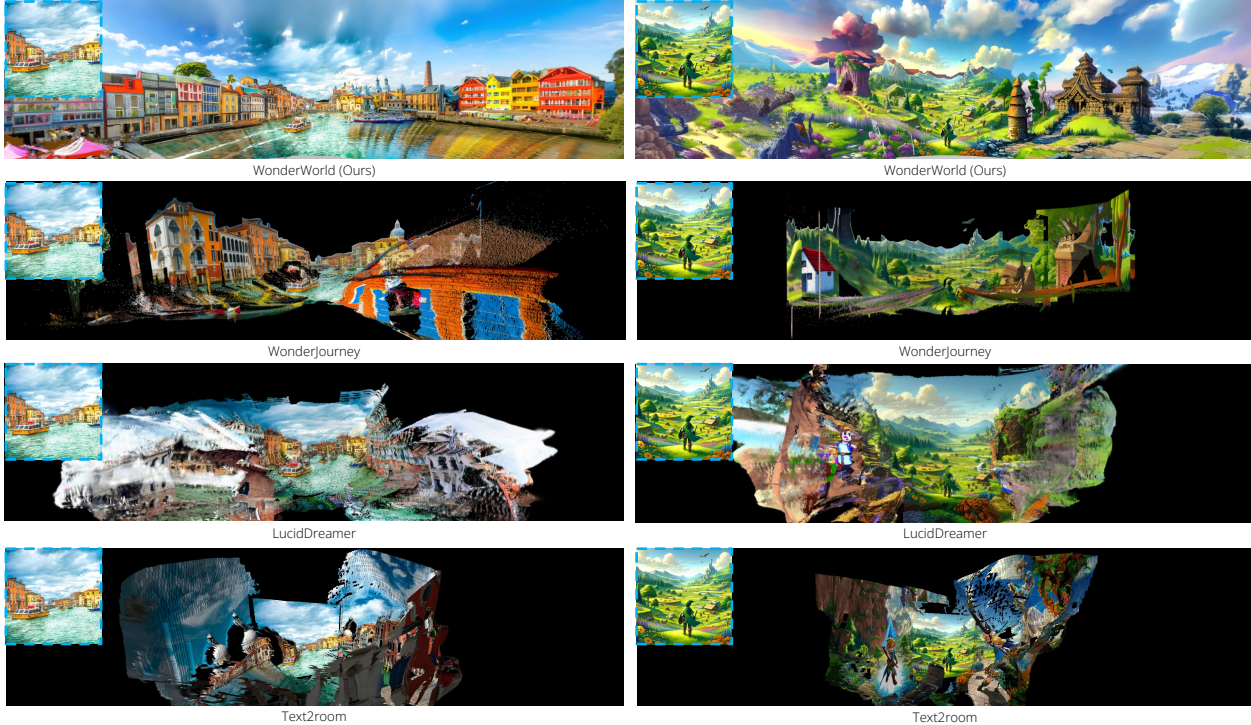 WonderWorld (Ours)
WonderWorld (Ours)
WonderJourney
WonderJourney
LucidDreamer
LucidDreamer
Text2room
Text2room